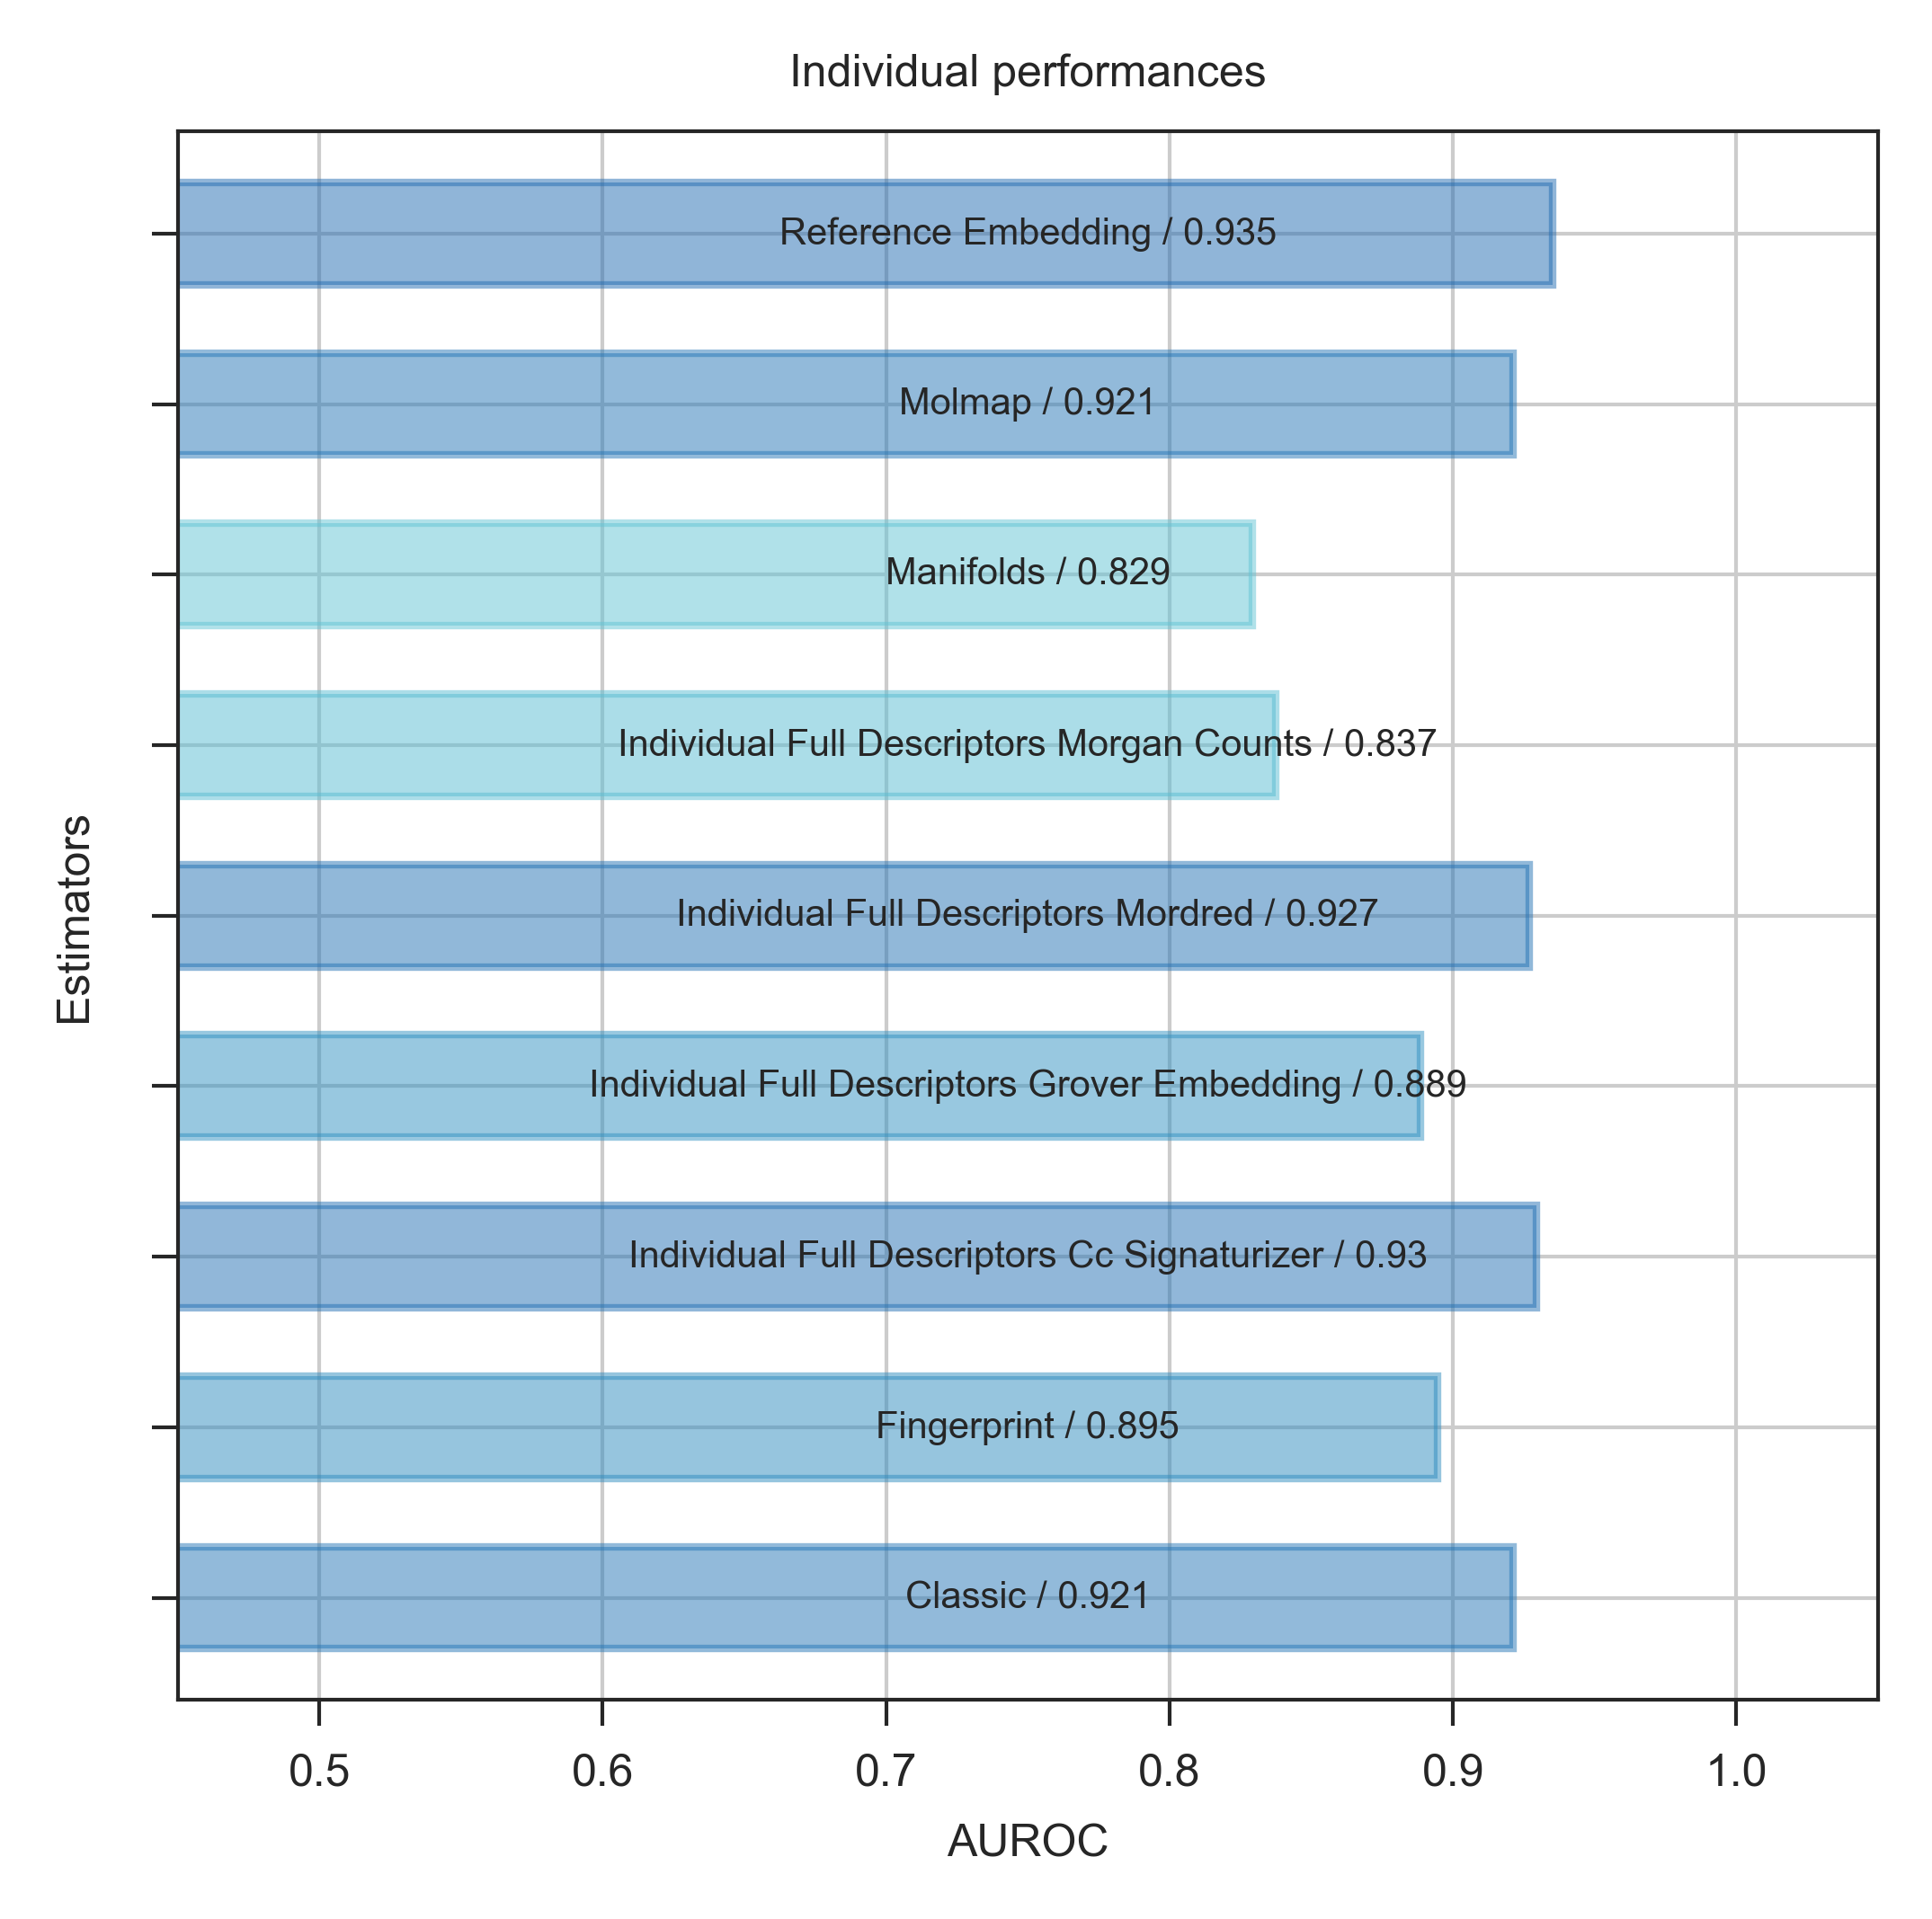 Individual performances
Reference Embedding / 0.935
Molmap / 0.921
Manifolds / 0.829
Individual Full Descriptors Morgan Counts / 0.837
Individual Full Descriptors Mordred / 0.927
Individual Full Descriptors Grover Embedding / 0.889
Individual Full Descriptors Cc Signaturizer / 0.93
Fingerprint / 0.895
Classic / 0.921
Estimators
0.5 0.6 0.7 0.8 0.9 1.0
AUROC